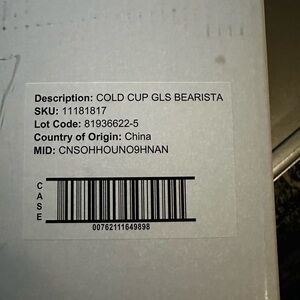 Description: COLD CUP GLS BEARISTA
SKU: 11181817
Lot Code: 81936622-5
Country of Origin: China
MID: CNSOHHOUNO9HNAN
CASE
00762111649898